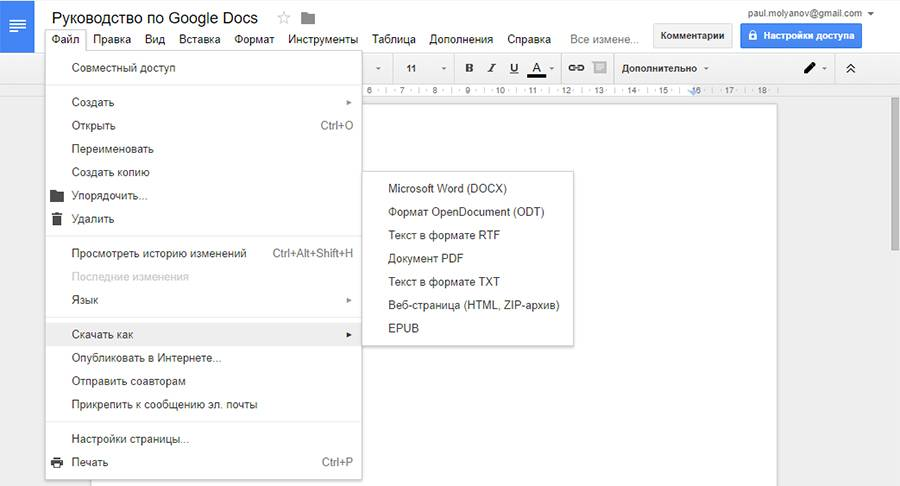 Руководство по Google Docs
paul.molyanov@gmail.com
Файл Правка Вид Вставка Формат Инструменты Таблица Дополнения Справка Все измене... Комментарии Настройки доступа
11 B I U A Дополнительно
6 7 8 9 10 11 12 13 14 15 16 17 18
Совместный доступ
Создать
Открыть Ctrl+O
Переименовать
Создать копию
Упорядочить...
Удалить
Просмотреть историю изменений Ctrl+Alt+Shift+H
Последние изменения
Язык
Скачать как
Опубликовать в Интернете...
Отправить соавторам
Прикрепить к сообщению эл. почты
Настройки страницы...
Печать Ctrl+P
Microsoft Word (DOCX)
Формат OpenDocument (ODT)
Текст в формате RTF
Документ PDF
Текст в формате TXT
Веб-страница (HTML, ZIP-архив)
EPUB